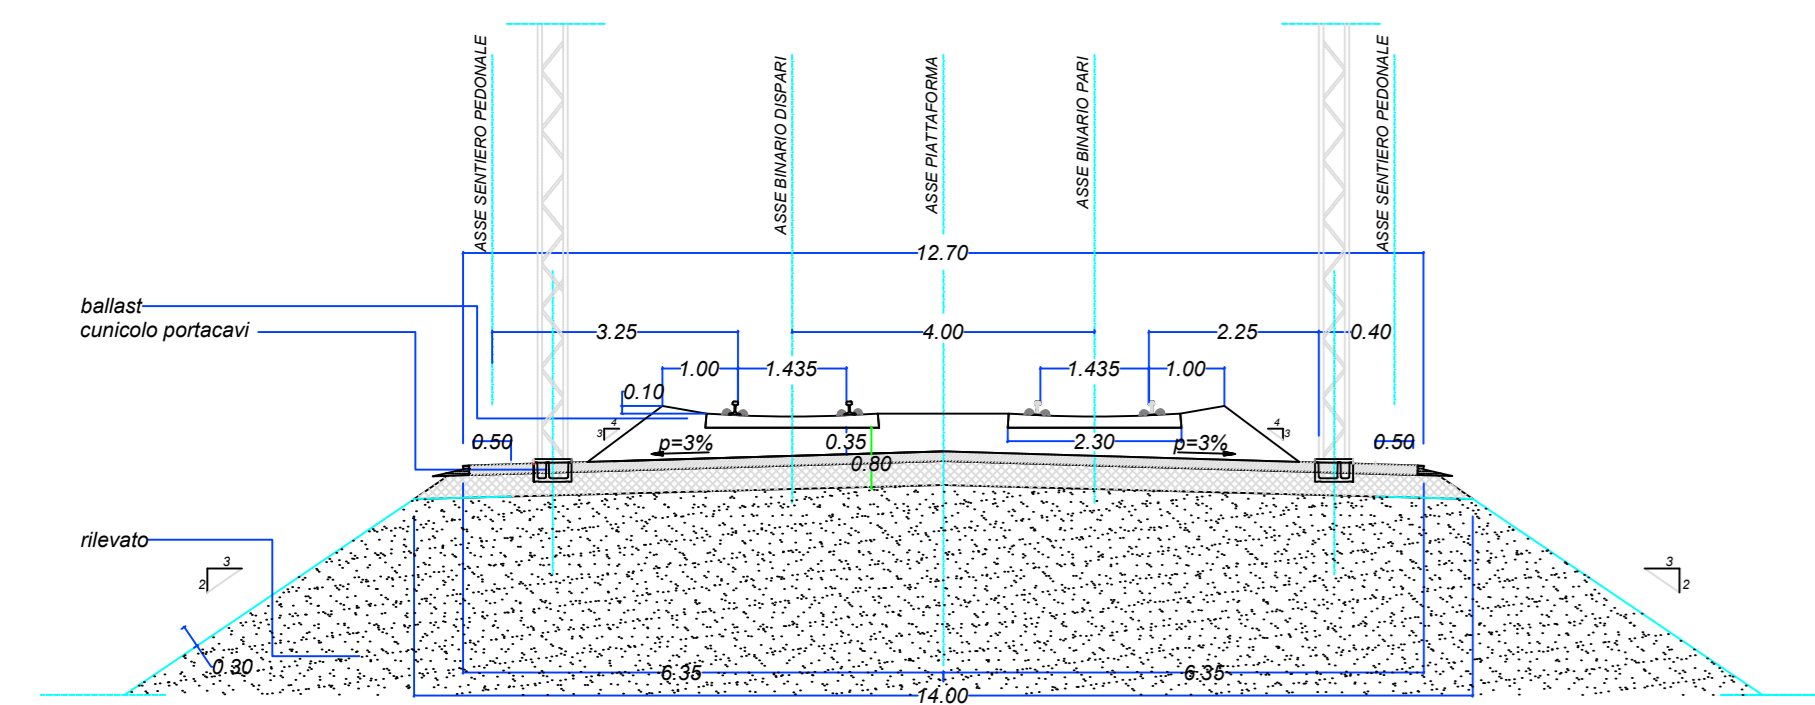 ASSE SENTIERO PEDONALE
ASSE BINARIO DISPARI
ASSE PIATTAFORMA
ASSE BINARIO PARI
ASSE SENTIERO PEDONALE
12.70
ballast
cunicolo portacavi
3.25
4.00
2.25
0.40
1.00
1.435
1.435
1.00
0.10
4
3
4
3
0.50
p=3%
0.35
2.30
p=3%
0.50
0.80
rilevato
3
2
3
2
0.30
6.35
6.35
14.00